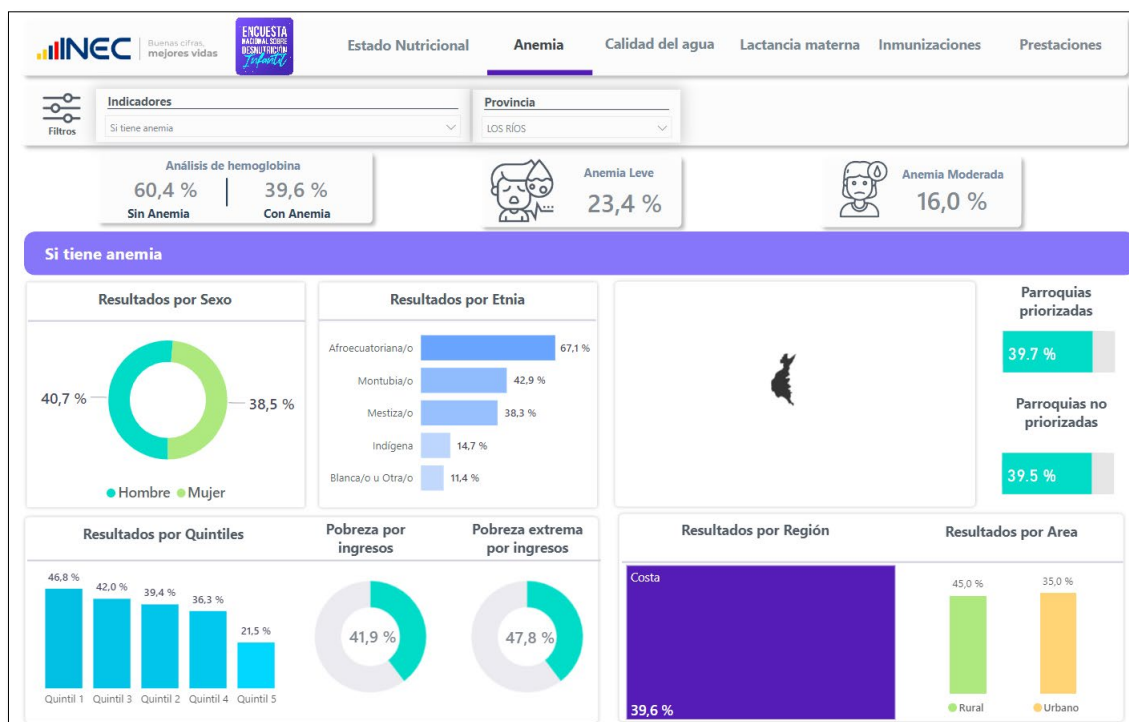 INEC
Buenas cifras,
mejores vidas
ENCUESTA
NACIONAL SOBRE
DESNUTRICIÓN
Infantil
Estado Nutricional
Anemia
Calidad del agua
Lactancia materna
Inmunizaciones
Prestaciones
Filtros
Indicadores
Si tiene anemia
Provincia
LOS RÍOS
Análisis de hemoglobina
60,4 % 39,6 %
Sin Anemia Con Anemia
Anemia Leve
23,4 %
Anemia Moderada
16,0 %
Si tiene anemia
Resultados por Sexo
40,7 %
38,5 %
Hombre Mujer
Resultados por Etnia
Afroecuatoriana/o 67,1 %
Montubia/o 42,9 %
Mestiza/o 38,3 %
Indígena 14,7 %
Blanca/o u Otra/o 11,4 %
Parroquias
priorizadas
39.7 %
Parroquias no
priorizadas
39.5 %
Resultados por Quintiles
46,8 %
42,0 %
39,4 %
36,3 %
21,5 %
Quintil 1 Quintil 3 Quintil 2 Quintil 4 Quintil 5
Pobreza por
ingresos
41,9 %
Pobreza extrema
por ingresos
47,8 %
Resultados por Región
Costa
39,6 %
Resultados por Area
45,0 %
35,0 %
Rural
Urbano